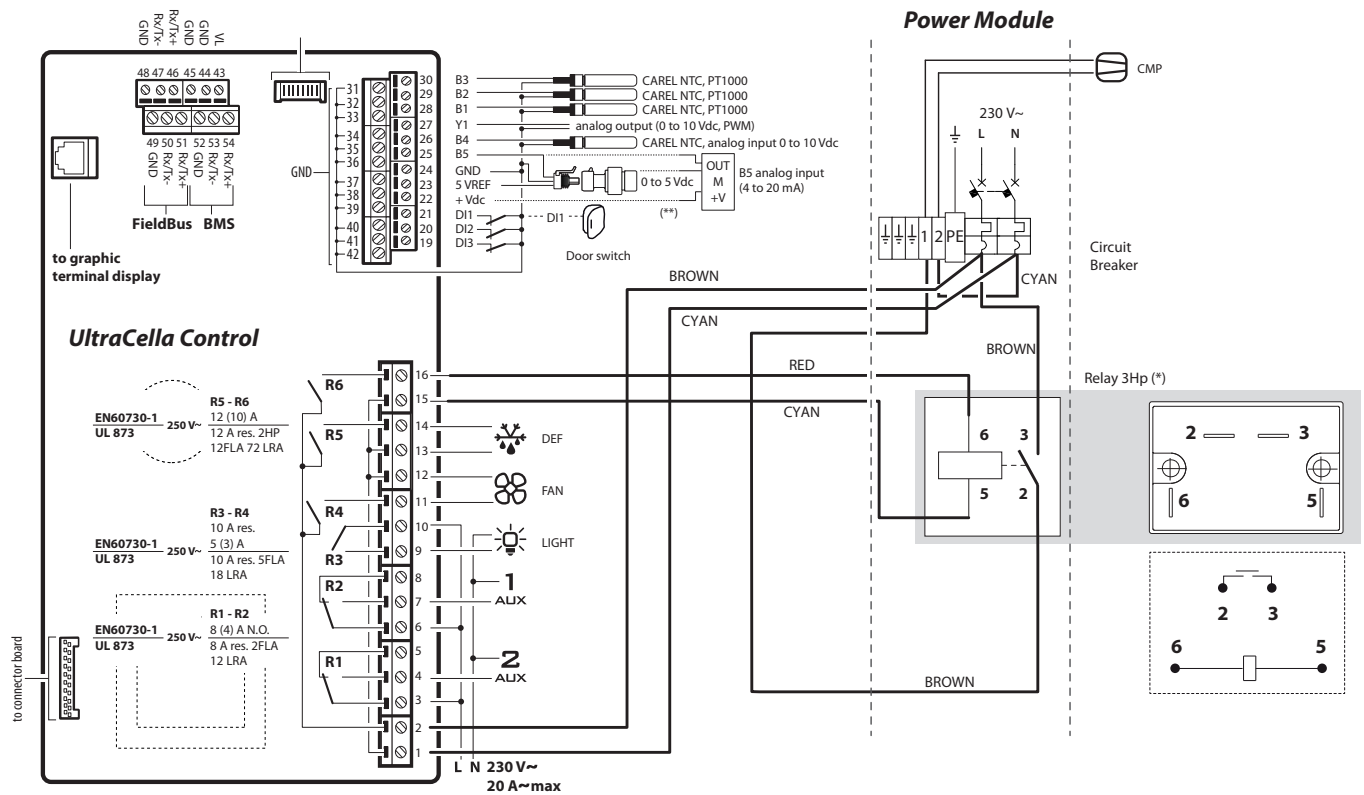 Power Module
GND
Rx/Tx-
Rx/Tx+
GND
GND
VL
48 47 46 45 44 43
49 50 51 52 53 54
GND
Rx/Tx-
Rx/Tx+
GND
Rx/Tx-
Rx/Tx+
FieldBus BMS
to graphic
terminal display
GND
31
32
33
34
35
36
37
38
39
40
41
42
30
29
28
27
26
25
24
23
22
21
20
19
B3 CAREL NTC, PT1000
B2 CAREL NTC, PT1000
B1 CAREL NTC, PT1000
Y1 analog output (0 to 10 Vdc, PWM)
B4 CAREL NTC, analog input 0 to 10 Vdc
B5
GND
5 VREF
+ Vdc
DI1
DI2
DI3
0 to 5 Vdc
(**)
OUT
M
+V
B5 analog input
(4 to 20 mA)
DI1
Door switch
CMP
230 V~
L N
1 2 PE
Circuit
Breaker
BROWN
CYAN
CYAN
BROWN
RED
CYAN
BROWN
UltraCella Control
EN60730-1
UL 873
250 V~
R5 - R6
12 (10) A
12 A res. 2HP
12FLA 72 LRA
EN60730-1
UL 873
250 V~
R3 - R4
10 A res.
5 (3) A
10 A res. 5FLA
18 LRA
EN60730-1
UL 873
250 V~
R1 - R2
8 (4) A N.O.
8 A res. 2FLA
12 LRA
to connector board
R6
R5
R4
R3
R2
R1
16
15
14
13
12
11
10
9
8
7
6
5
4
3
2
1
DEF
FAN
LIGHT
1
AUX
2
AUX
L N 230 V~
20 A~max
Relay 3Hp (*)
6 3
5 2
2 3
6 5
2 3
6 5